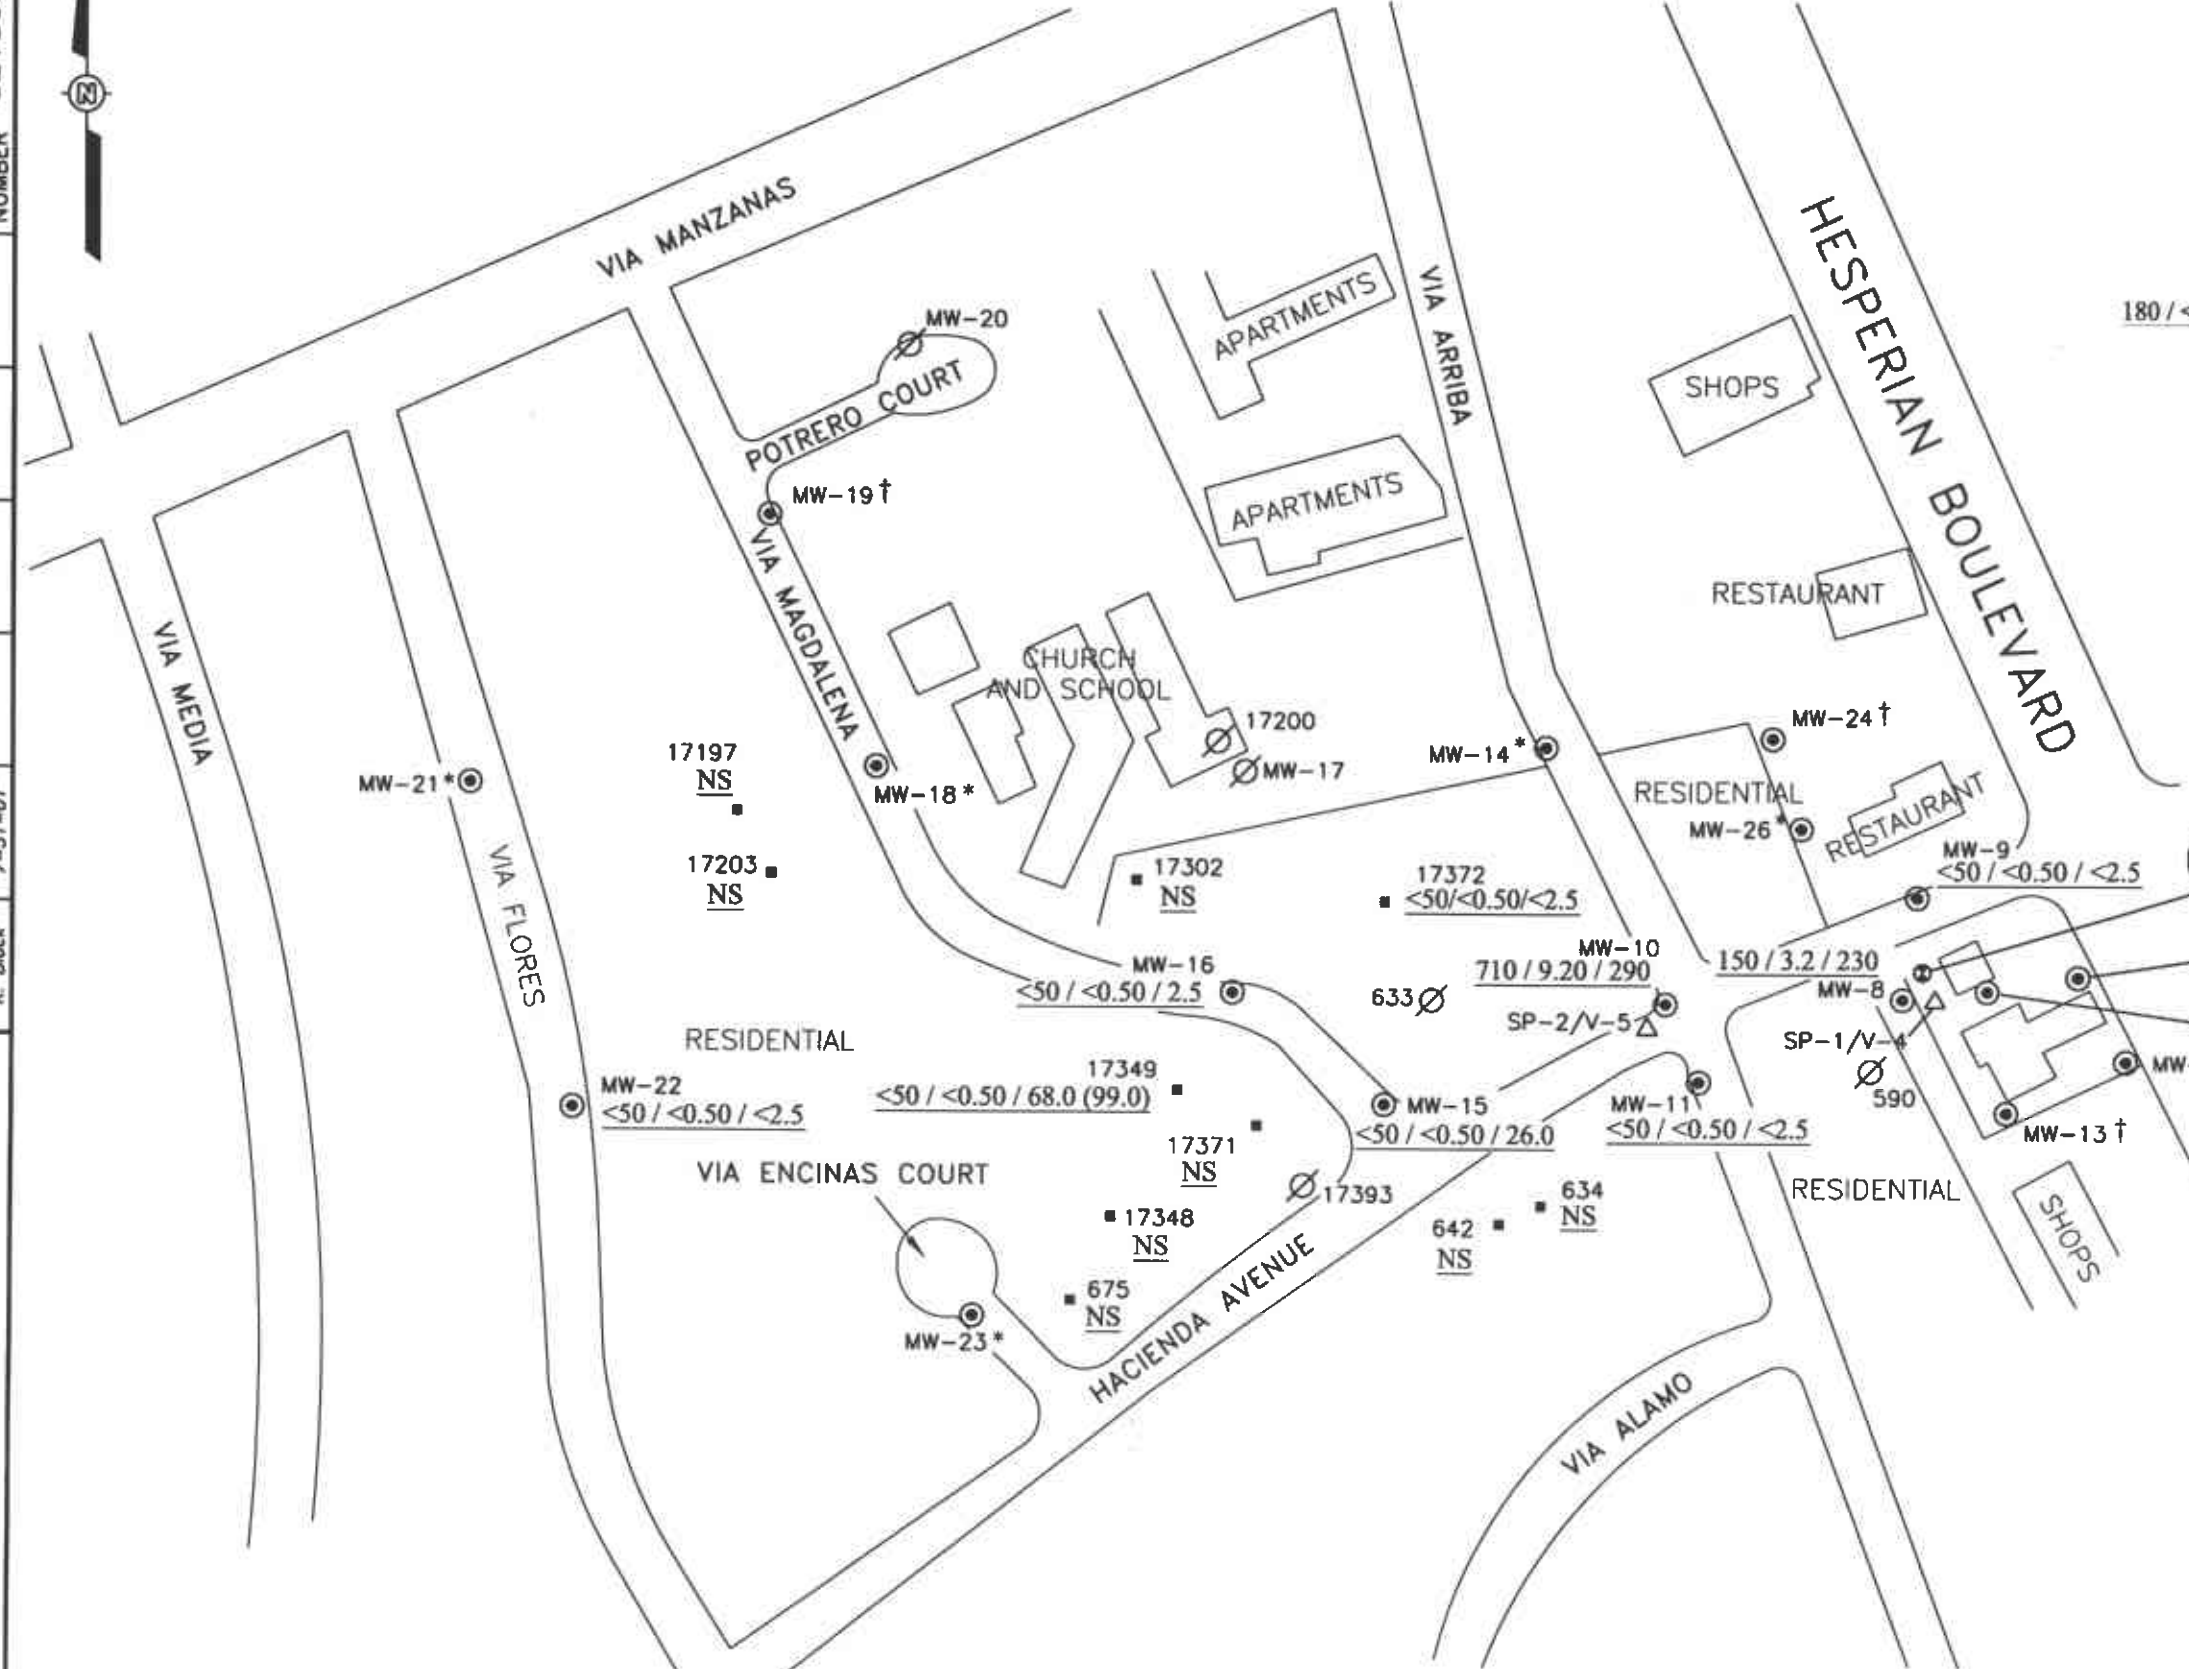 NUMBER
N
VIA MANZANAS
MW-20
POTRERO COURT
APARTMENTS
VIA ARRIBA
HESPERIAN BOULEVARD
180 / <
SHOPS
MW-19†
APARTMENTS
VIA MAGDALENA
RESTAURANT
VIA MEDIA
CHURCH
AND SCHOOL
17200
MW-17
MW-14*
MW-24†
17197
NS
MW-21*
MW-18*
RESIDENTIAL
MW-26*
RESTAURANT
MW-9
<50 / <0.50 / <2.5
17203
NS
VIA FLORES
17302
NS
17372
<50/<0.50/<2.5
MW-10
710 / 9.20 / 290
150 / 3.2 / 230
MW-8
MW-16
<50 / <0.50 / 2.5
633
SP-2/V-5
SP-1/V-4
590
MW-
RESIDENTIAL
17349
<50 / <0.50 / 68.0 (99.0)
MW-22
<50 / <0.50 / <2.5
MW-15
<50 / <0.50 / 26.0
MW-11
<50 / <0.50 / <2.5
MW-13†
17371
NS
VIA ENCINAS COURT
17393
RESIDENTIAL
634
NS
17348
NS
642
NS
SHOPS
675
NS
MW-23*
HACIENDA AVENUE
VIA ALAMO